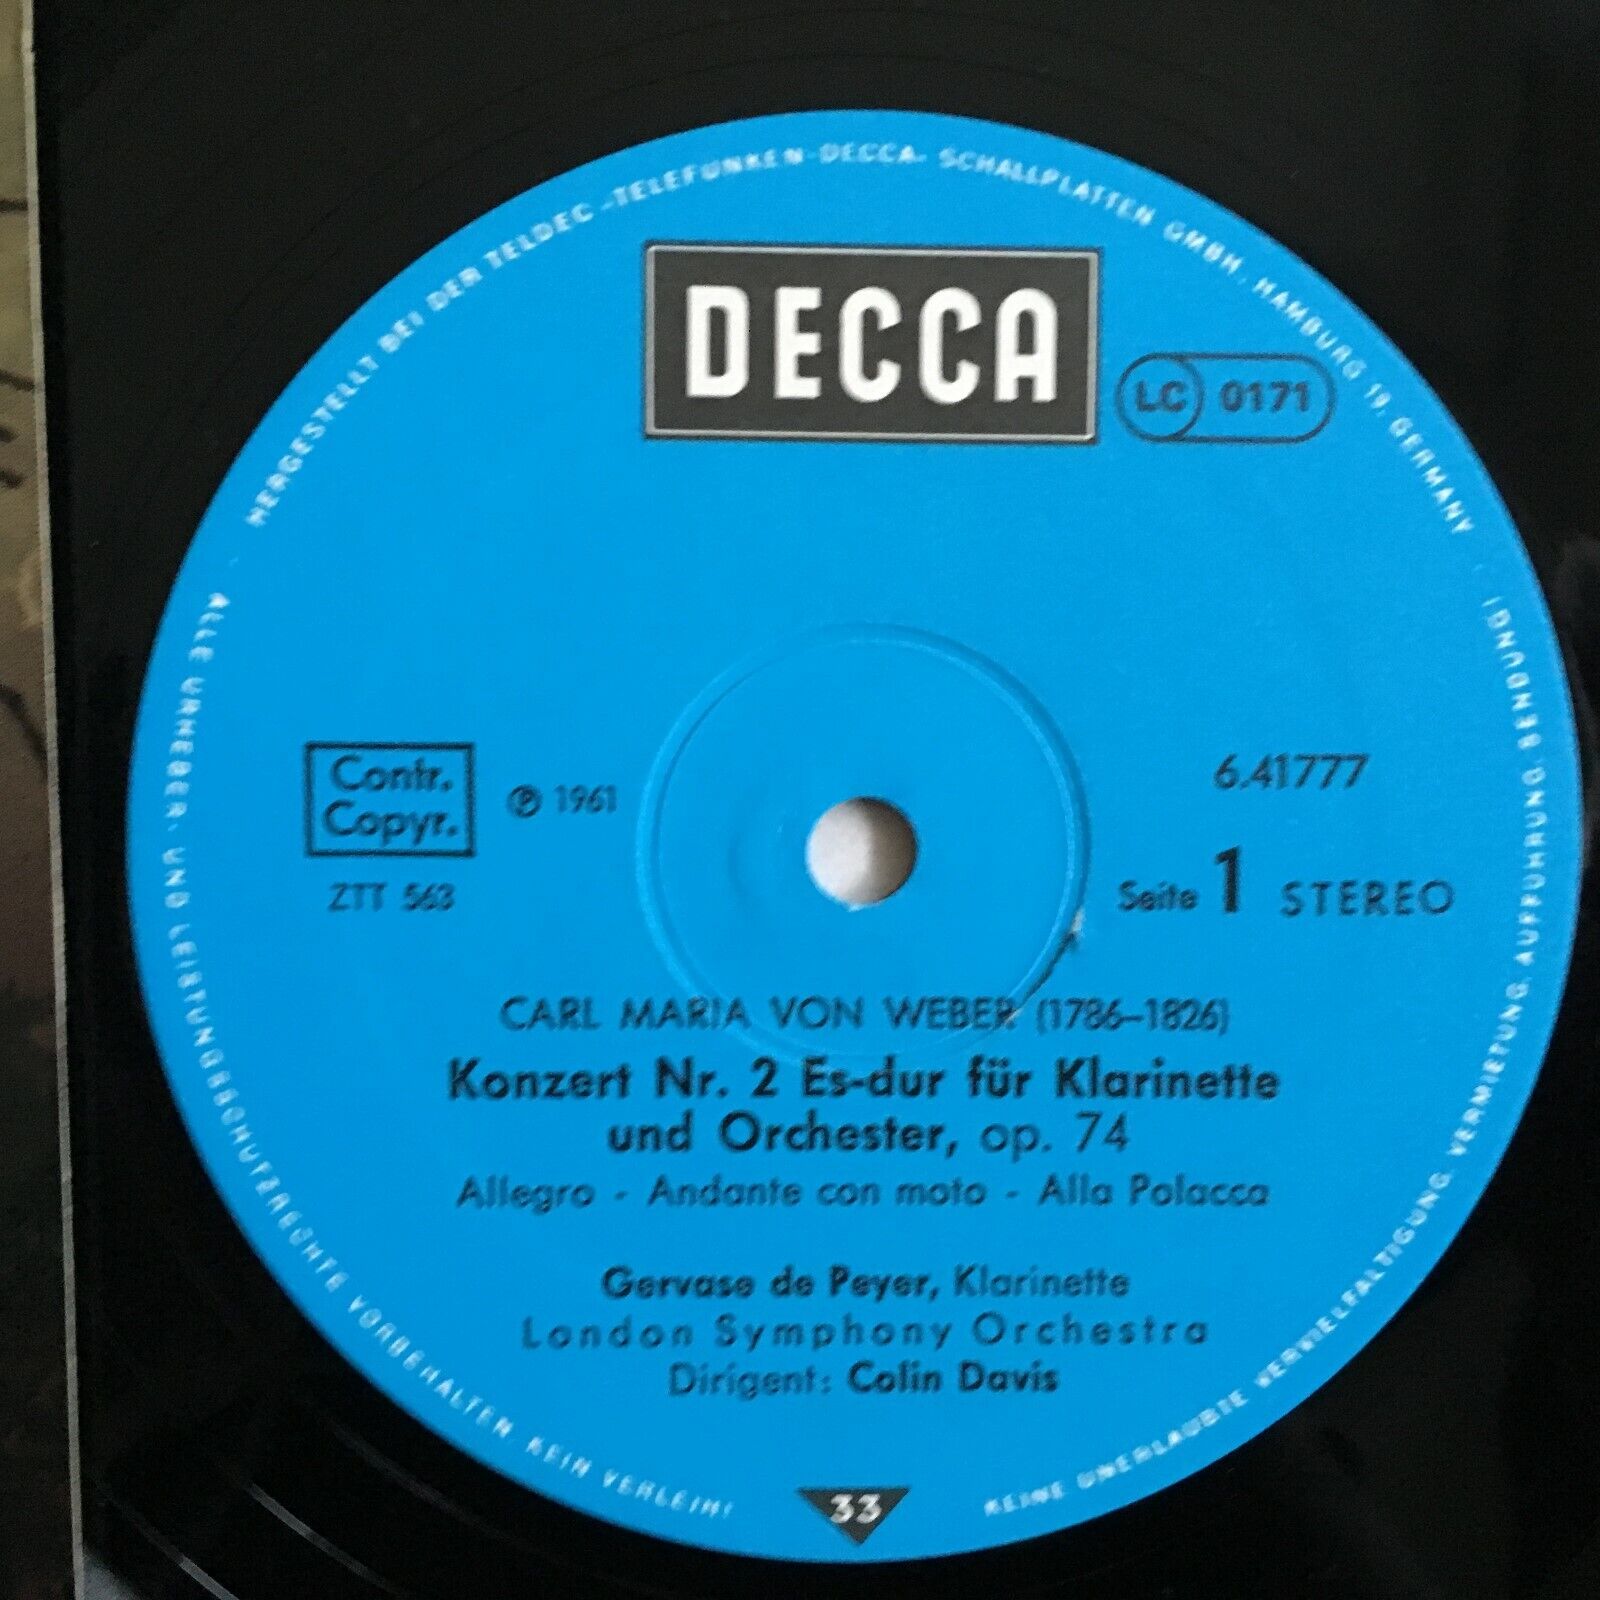 HERGESTELLT BEI DER TELDEC -TELEFUNKEN-DECCA- SCHALLPLATTEN GMBH, HAMBURG 19, GERMANY
DECCA
LC 0171
Contr.
Copyr.
℗ 1961
ZTT 563
6.41777
Seite 1 STEREO
CARL MARIA VON WEBER (1786–1826)
Konzert Nr. 2 Es-dur für Klarinette
und Orchester, op. 74
Allegro - Andante con moto - Alla Polacca
Gervase de Peyer, Klarinette
London Symphony Orchestra
Dirigent: Colin Davis
33
ALLE URHEBER- UND LEISTUNGSSCHUTZRECHTE VORBEHALTEN. KEIN VERLEIH!
KEINE UNERLAUBTE VERVIELFÄLTIGUNG, VERMIETUNG, AUFFÜHRUNG, SENDUNG!